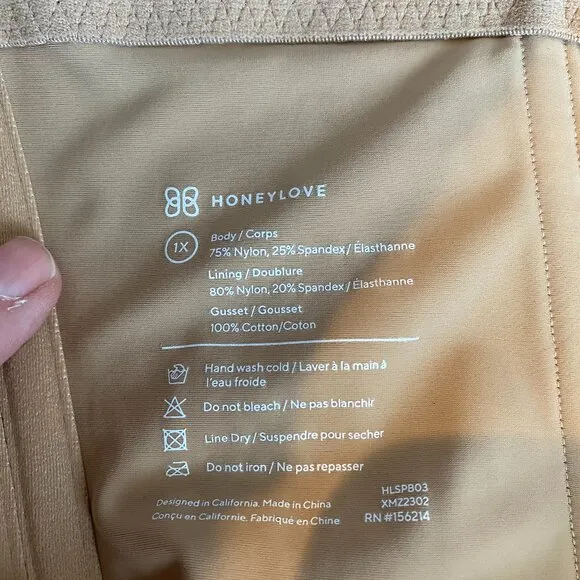 HONEYLOVE
1X
Body / Corps
75% Nylon, 25% Spandex / Élasthanne
Lining / Doublure
80% Nylon, 20% Spandex / Élasthanne
Gusset / Gousset
100% Cotton/Coton
Hand wash cold / Laver à la main à
l'eau froide
Do not bleach / Ne pas blanchir
Line Dry / Suspendre pour secher
Do not iron / Ne pas repasser
Designed in California. Made in China
Conçu en Californie. Fabriqué en Chine
HLSPB03
XMZ2302
RN #156214